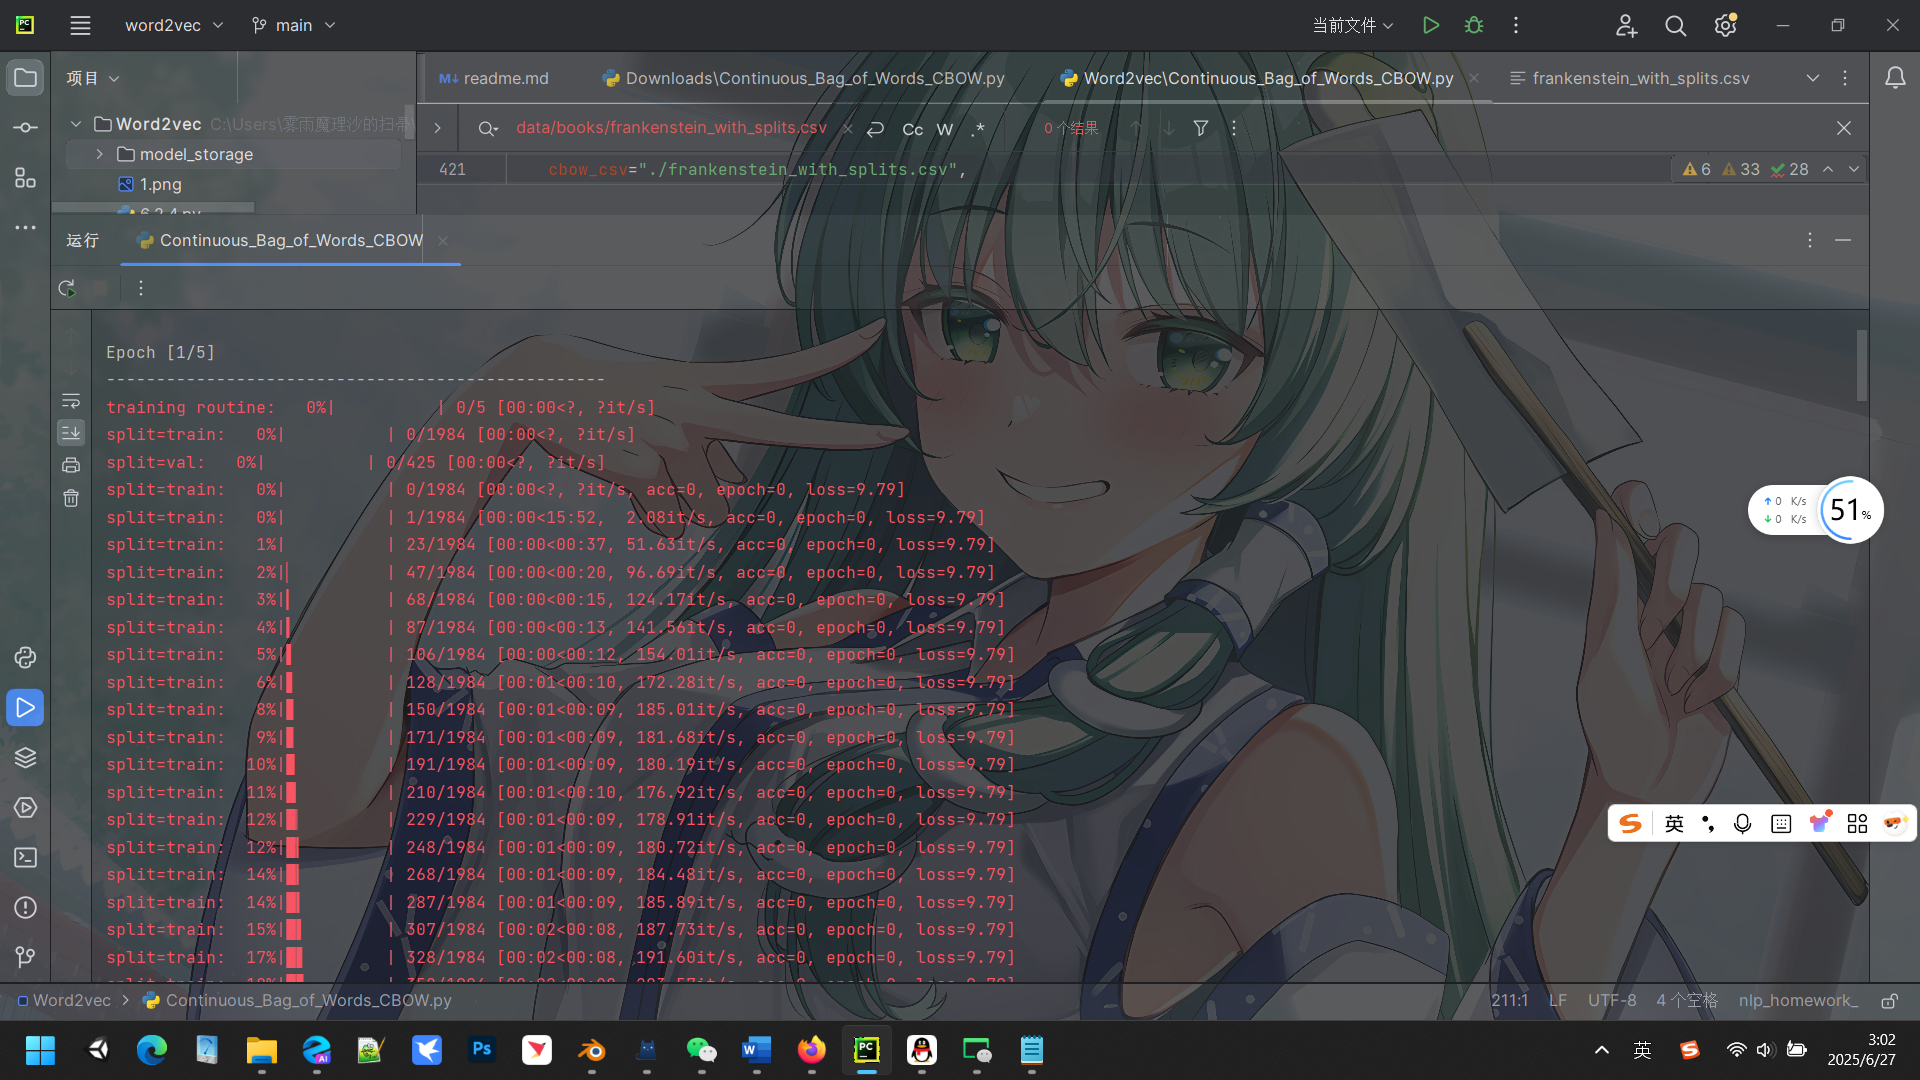 word2vec
main
当前文件
项目
readme.md
Downloads\Continuous_Bag_of_Words_CBOW.py
Word2vec\Continuous_Bag_of_Words_CBOW.py
frankenstein_with_splits.csv
Word2vec C:\Users\雾雨魔理沙的扫帚\
data/books/frankenstein_with_splits.csv
Cc W .*
0 个结果
model_storage
421 cbow_csv="./frankenstein_with_splits.csv",
6 33 28
1.png
运行
Continuous_Bag_of_Words_CBOW
Epoch [1/5]
--------------------------------------------------
training routine:   0%|          | 0/5 [00:00<?, ?it/s]
split=train:   0%|          | 0/1984 [00:00<?, ?it/s]
split=val:   0%|          | 0/425 [00:00<?, ?it/s]
split=train:   0%|          | 0/1984 [00:00<?, ?it/s, acc=0, epoch=0, loss=9.79]
split=train:   0%|          | 1/1984 [00:00<15:52,  2.08it/s, acc=0, epoch=0, loss=9.79]
split=train:   1%|          | 23/1984 [00:00<00:37, 51.63it/s, acc=0, epoch=0, loss=9.79]
split=train:   2%|          | 47/1984 [00:00<00:20, 96.69it/s, acc=0, epoch=0, loss=9.79]
split=train:   3%|          | 68/1984 [00:00<00:15, 124.17it/s, acc=0, epoch=0, loss=9.79]
split=train:   4%|          | 87/1984 [00:00<00:13, 141.56it/s, acc=0, epoch=0, loss=9.79]
split=train:   5%|          | 106/1984 [00:00<00:12, 154.01it/s, acc=0, epoch=0, loss=9.79]
split=train:   6%|          | 128/1984 [00:01<00:10, 172.28it/s, acc=0, epoch=0, loss=9.79]
split=train:   8%|          | 150/1984 [00:01<00:09, 185.01it/s, acc=0, epoch=0, loss=9.79]
split=train:   9%|          | 171/1984 [00:01<00:09, 181.68it/s, acc=0, epoch=0, loss=9.79]
split=train:  10%|          | 191/1984 [00:01<00:09, 180.19it/s, acc=0, epoch=0, loss=9.79]
split=train:  11%|          | 210/1984 [00:01<00:10, 176.92it/s, acc=0, epoch=0, loss=9.79]
split=train:  12%|          | 229/1984 [00:01<00:09, 178.91it/s, acc=0, epoch=0, loss=9.79]
split=train:  12%|          | 248/1984 [00:01<00:09, 180.72it/s, acc=0, epoch=0, loss=9.79]
split=train:  14%|          | 268/1984 [00:01<00:09, 184.48it/s, acc=0, epoch=0, loss=9.79]
split=train:  14%|          | 287/1984 [00:01<00:09, 185.89it/s, acc=0, epoch=0, loss=9.79]
split=train:  15%|          | 307/1984 [00:02<00:08, 187.73it/s, acc=0, epoch=0, loss=9.79]
split=train:  17%|          | 328/1984 [00:02<00:08, 191.60it/s, acc=0, epoch=0, loss=9.79]
0 K/s
0 K/s
51%
英
Word2vec
Continuous_Bag_of_Words_CBOW.py
211:1 LF UTF-8 4 个空格 nlp_homework_
英
3:02
2025/6/27